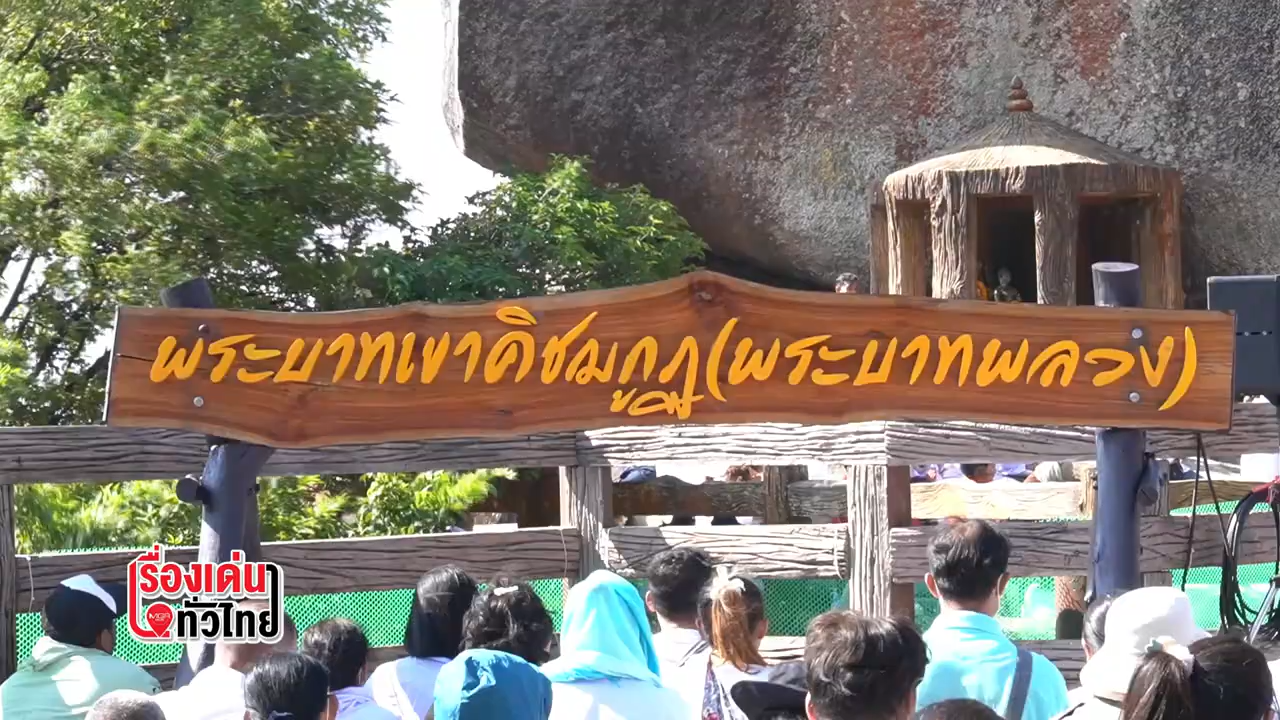 พระบาทเขาคิชฌกูฏ(พระบาทพลวง)
เรื่องเด่น
ทั่วไทย